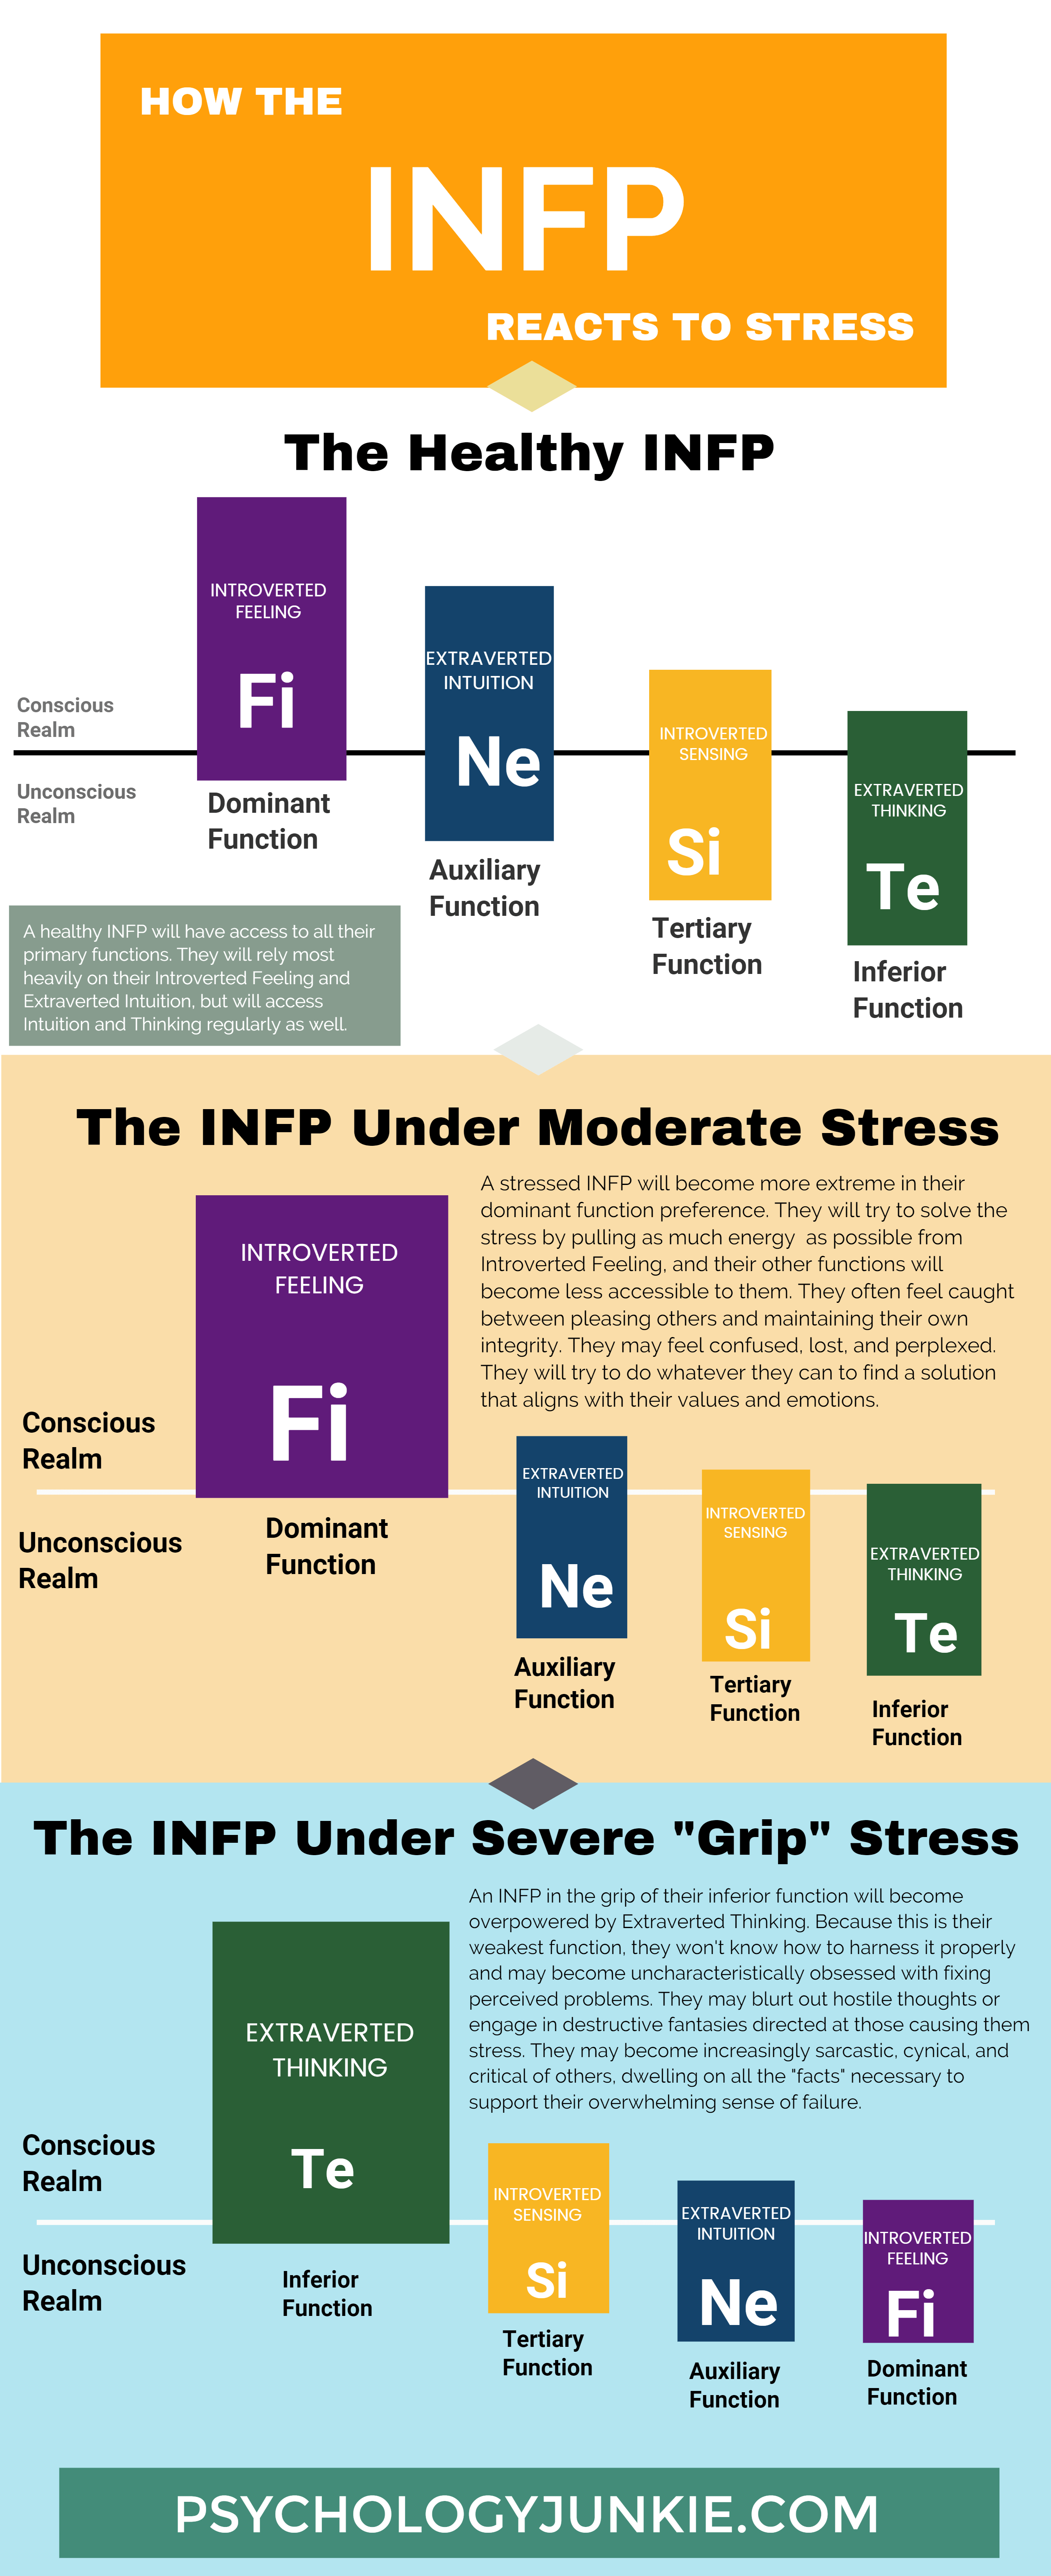 HOW THE
INFP
REACTS TO STRESS
The Healthy INFP
INTROVERTED
FEELING
Fi
EXTRAVERTED
INTUITION
Ne
INTROVERTED
SENSING
Si
EXTRAVERTED
THINKING
Te
Conscious
Realm
Unconscious
Realm
Dominant
Function
Auxiliary
Function
Tertiary
Function
Inferior
Function
A healthy INFP will have access to all their
primary functions. They will rely most
heavily on their Introverted Feeling and
Extraverted Intuition, but will access
Intuition and Thinking regularly as well.
The INFP Under Moderate Stress
A stressed INFP will become more extreme in their
dominant function preference. They will try to solve the
stress by pulling as much energy  as possible from
Introverted Feeling, and their other functions will
become less accessible to them. They often feel caught
between pleasing others and maintaining their own
integrity. They may feel confused, lost, and perplexed.
They will try to do whatever they can to find a solution
that aligns with their values and emotions.
INTROVERTED
FEELING
Fi
Conscious
Realm
Unconscious
Realm
Dominant
Function
EXTRAVERTED
INTUITION
Ne
Auxiliary
Function
INTROVERTED
SENSING
Si
Tertiary
Function
EXTRAVERTED
THINKING
Te
Inferior
Function
The INFP Under Severe "Grip" Stress
An INFP in the grip of their inferior function will become
overpowered by Extraverted Thinking. Because this is their
weakest function, they won't know how to harness it properly
and may become uncharacteristically obsessed with fixing
perceived problems. They may blurt out hostile thoughts or
engage in destructive fantasies directed at those causing them
stress. They may become increasingly sarcastic, cynical, and
critical of others, dwelling on all the "facts" necessary to
support their overwhelming sense of failure.
EXTRAVERTED
THINKING
Te
Conscious
Realm
Unconscious
Realm
Inferior
Function
INTROVERTED
SENSING
Si
Tertiary
Function
EXTRAVERTED
INTUITION
Ne
Auxiliary
Function
INTROVERTED
FEELING
Fi
Dominant
Function
PSYCHOLOGYJUNKIE.COM